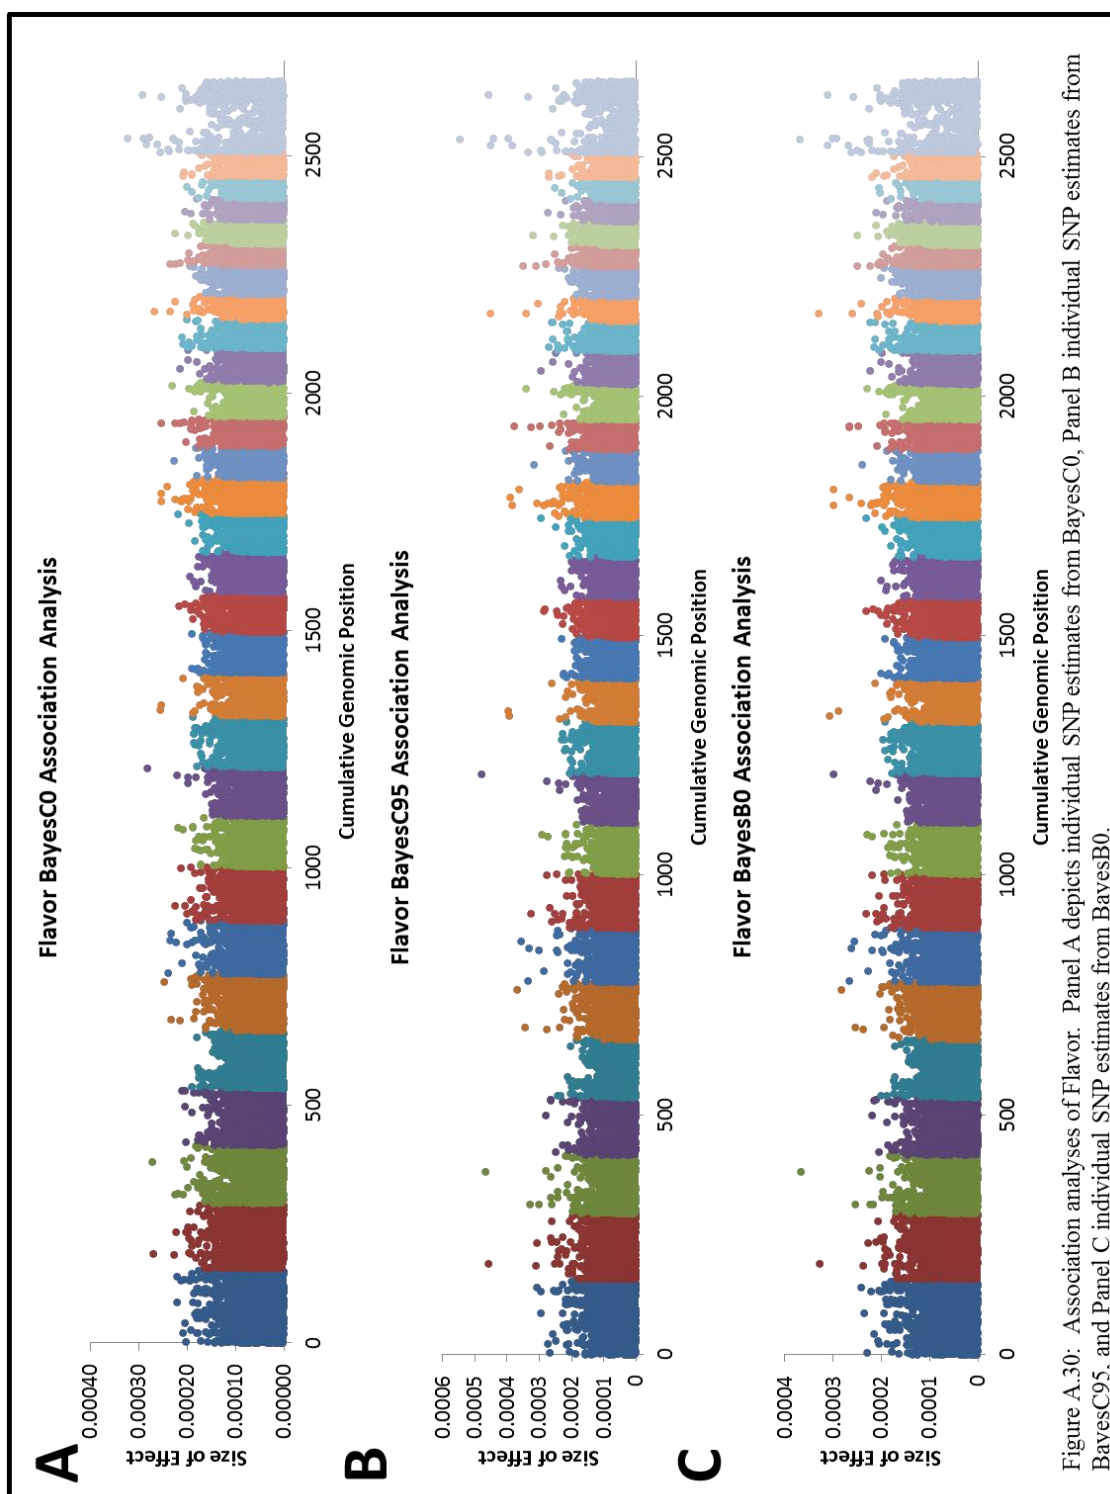 A
Flavor BayesC0 Association Analysis
Size of Effect
0.00040
0.00030
0.00020
0.00010
0.00000
0 500 1000 1500 2000 2500
Cumulative Genomic Position
B
Flavor BayesC95 Association Analysis
Size of Effect
0.0006
0.0005
0.0004
0.0003
0.0002
0.0001
0
0 500 1000 1500 2000 2500
Cumulative Genomic Position
C
Flavor BayesB0 Association Analysis
Size of Effect
0.0004
0.0003
0.0002
0.0001
0
0 500 1000 1500 2000 2500
Cumulative Genomic Position
Figure A.30: Association analyses of Flavor. Panel A depicts individual SNP estimates from BayesC0, Panel B individual SNP estimates from
BayesC95, and Panel C individual SNP estimates from BayesB0.